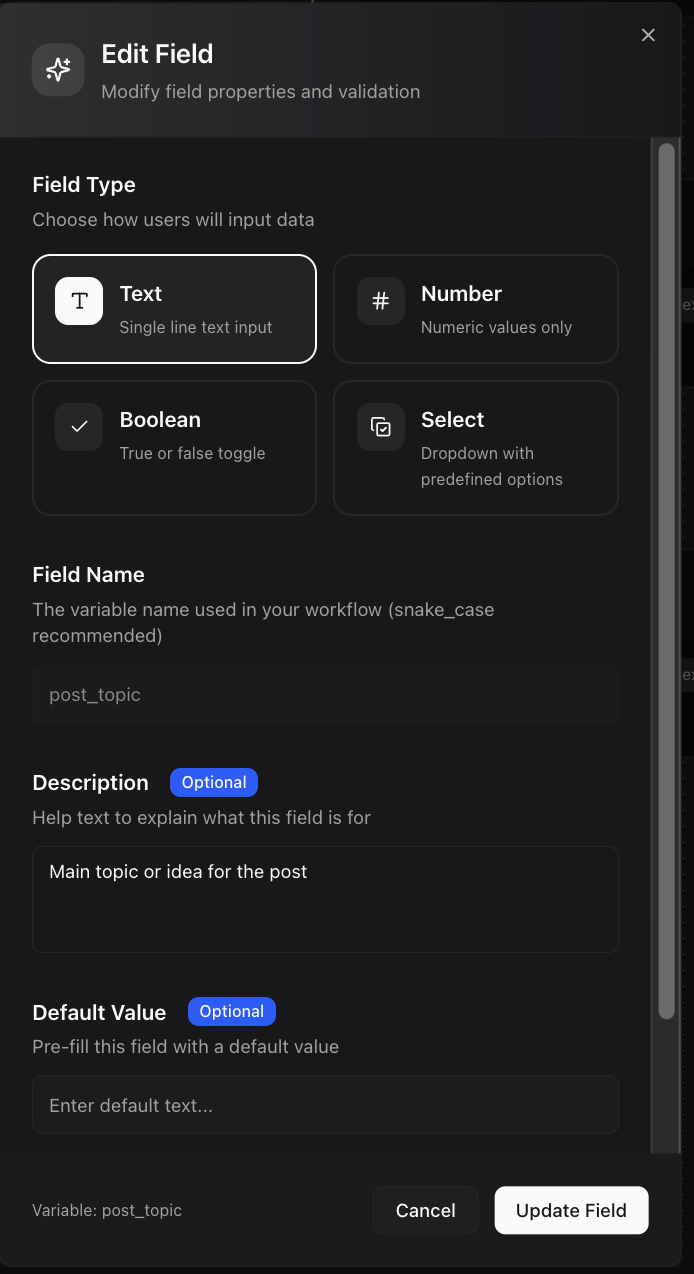 Edit Field
Modify field properties and validation
Field Type
Choose how users will input data
Text
Single line text input
Number
Numeric values only
Boolean
True or false toggle
Select
Dropdown with
predefined options
Field Name
The variable name used in your workflow (snake_case
recommended)
post_topic
Description Optional
Help text to explain what this field is for
Main topic or idea for the post
Default Value Optional
Pre-fill this field with a default value
Enter default text...
Variable: post_topic
Cancel
Update Field